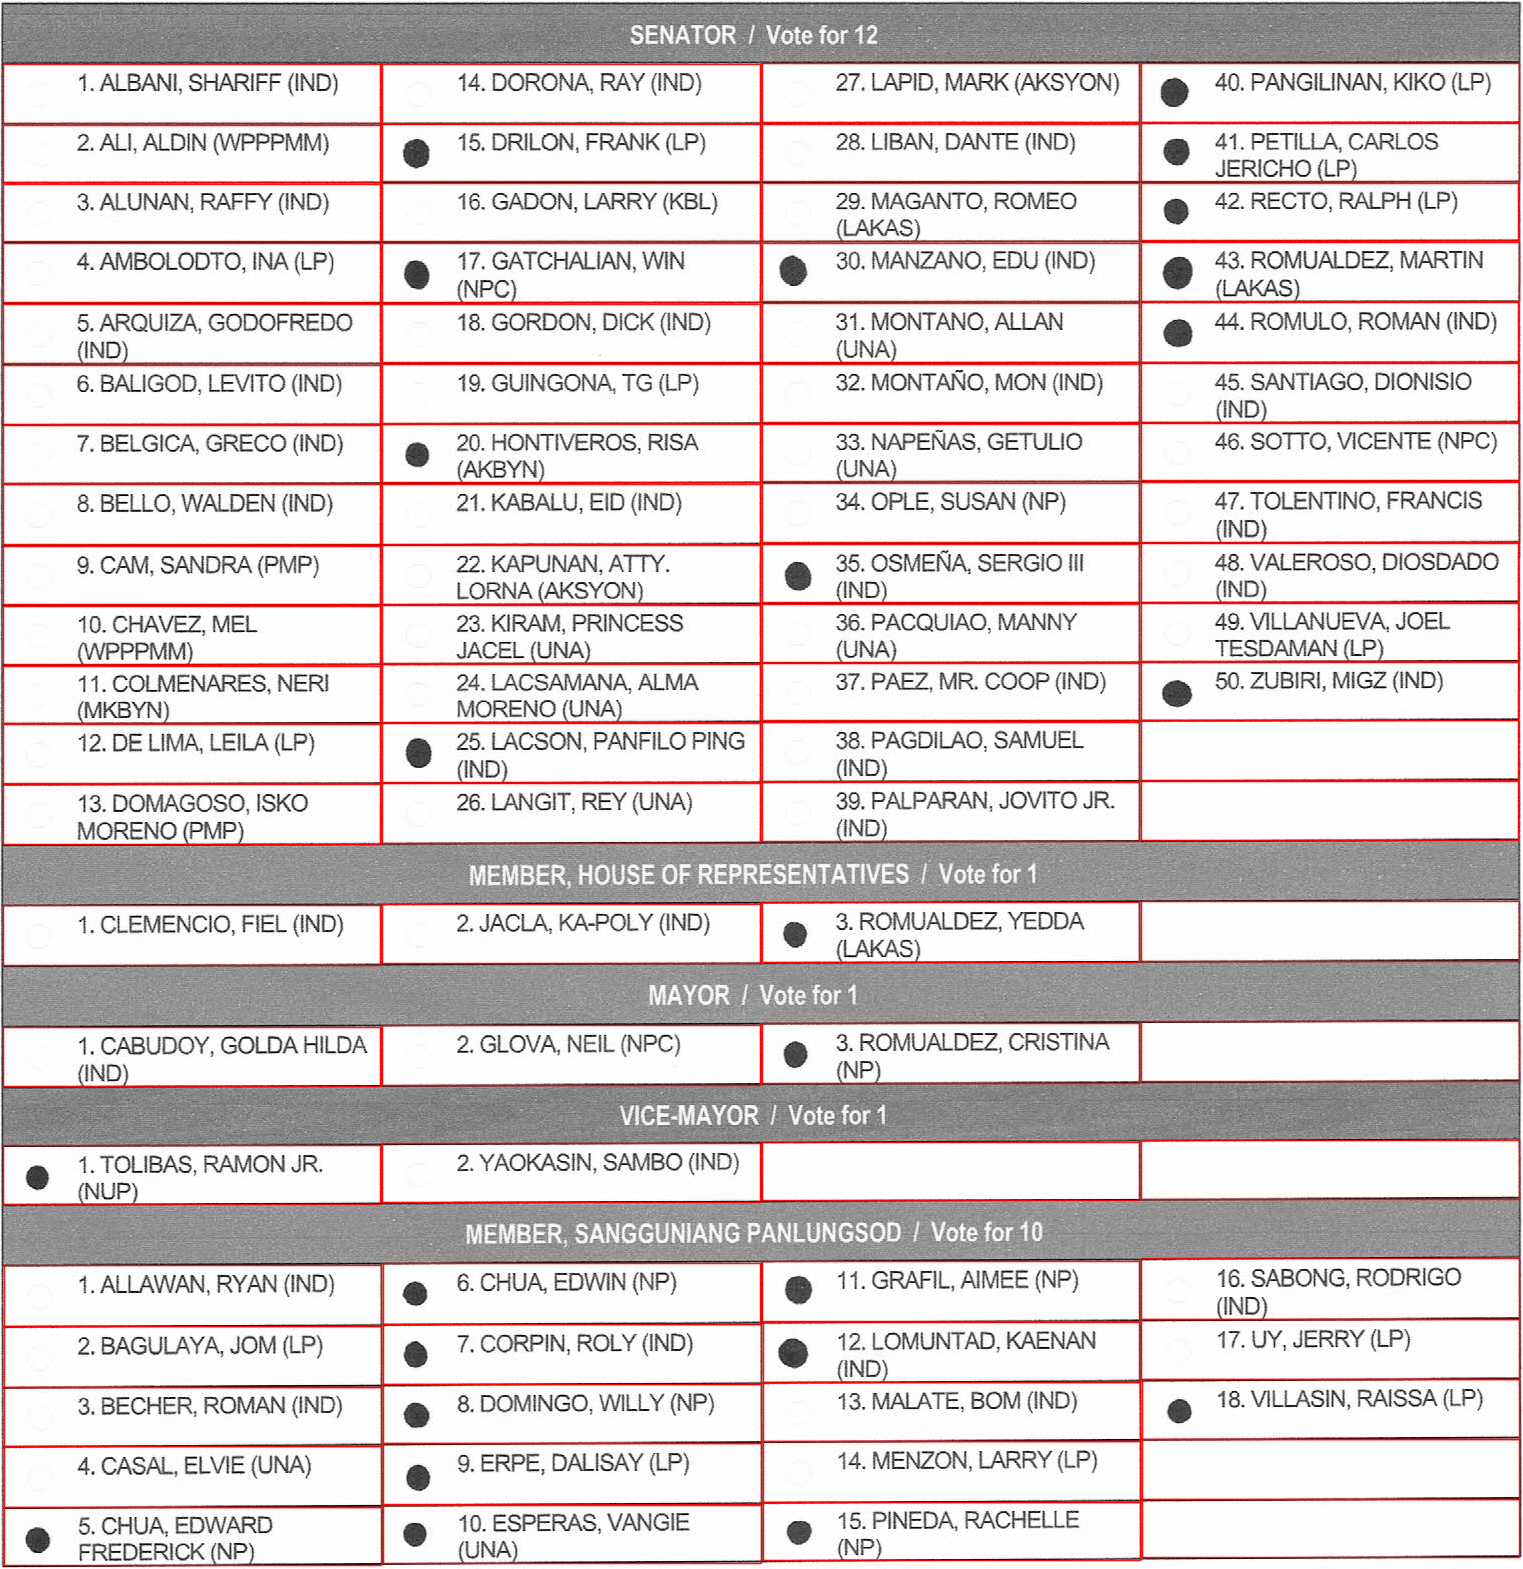 SENATOR / Vote for 12
1. ALBANI, SHARIFF (IND)
2. ALI, ALDIN (WPPPMM)
3. ALUNAN, RAFFY (IND)
4. AMBOLODTO, INA (LP)
5. ARQUIZA, GODOFREDO
(IND)
6. BALIGOD, LEVITO (IND)
7. BELGICA, GRECO (IND)
8. BELLO, WALDEN (IND)
9. CAM, SANDRA (PMP)
10. CHAVEZ, MEL
(WPPPMM)
11. COLMENARES, NERI
(MKBYN)
12. DE LIMA, LEILA (LP)
13. DOMAGOSO, ISKO
MORENO (PMP)
14. DORONA, RAY (IND)
15. DRILON, FRANK (LP)
16. GADON, LARRY (KBL)
17. GATCHALIAN, WIN
(NPC)
18. GORDON, DICK (IND)
19. GUINGONA, TG (LP)
20. HONTIVEROS, RISA
(AKBYN)
21. KABALU, EID (IND)
22. KAPUNAN, ATTY.
LORNA (AKSYON)
23. KIRAM, PRINCESS
JACEL (UNA)
24. LACSAMANA, ALMA
MORENO (UNA)
25. LACSON, PANFILO PING
(IND)
26. LANGIT, REY (UNA)
27. LAPID, MARK (AKSYON)
28. LIBAN, DANTE (IND)
29. MAGANTO, ROMEO
(LAKAS)
30. MANZANO, EDU (IND)
31. MONTANO, ALLAN
(UNA)
32. MONTAÑO, MON (IND)
33. NAPEÑAS, GETULIO
(UNA)
34. OPLE, SUSAN (NP)
35. OSMEÑA, SERGIO III
(IND)
36. PACQUIAO, MANNY
(UNA)
37. PAEZ, MR. COOP (IND)
38. PAGDILAO, SAMUEL
(IND)
39. PALPARAN, JOVITO JR.
(IND)
40. PANGILINAN, KIKO (LP)
41. PETILLA, CARLOS
JERICHO (LP)
42. RECTO, RALPH (LP)
43. ROMUALDEZ, MARTIN
(LAKAS)
44. ROMULO, ROMAN (IND)
45. SANTIAGO, DIONISIO
(IND)
46. SOTTO, VICENTE (NPC)
47. TOLENTINO, FRANCIS
(IND)
48. VALEROSO, DIOSDADO
(IND)
49. VILLANUEVA, JOEL
TESDAMAN (LP)
50. ZUBIRI, MIGZ (IND)
MEMBER, HOUSE OF REPRESENTATIVES / Vote for 1
1. CLEMENCIO, FIEL (IND)
2. JACLA, KA-POLY (IND)
3. ROMUALDEZ, YEDDA
(LAKAS)
MAYOR / Vote for 1
1. CABUDOY, GOLDA HILDA
(IND)
2. GLOVA, NEIL (NPC)
3. ROMUALDEZ, CRISTINA
(NP)
VICE-MAYOR / Vote for 1
1. TOLIBAS, RAMON JR.
(NUP)
2. YAOKASIN, SAMBO (IND)
MEMBER, SANGGUNIANG PANLUNGSOD / Vote for 10
1. ALLAWAN, RYAN (IND)
2. BAGULAYA, JOM (LP)
3. BECHER, ROMAN (IND)
4. CASAL, ELVIE (UNA)
5. CHUA, EDWARD
FREDERICK (NP)
6. CHUA, EDWIN (NP)
7. CORPIN, ROLY (IND)
8. DOMINGO, WILLY (NP)
9. ERPE, DALISAY (LP)
10. ESPERAS, VANGIE
(UNA)
11. GRAFIL, AIMEE (NP)
12. LOMUNTAD, KAENAN
(IND)
13. MALATE, BOM (IND)
14. MENZON, LARRY (LP)
15. PINEDA, RACHELLE
(NP)
16. SABONG, RODRIGO
(IND)
17. UY, JERRY (LP)
18. VILLASIN, RAISSA (LP)